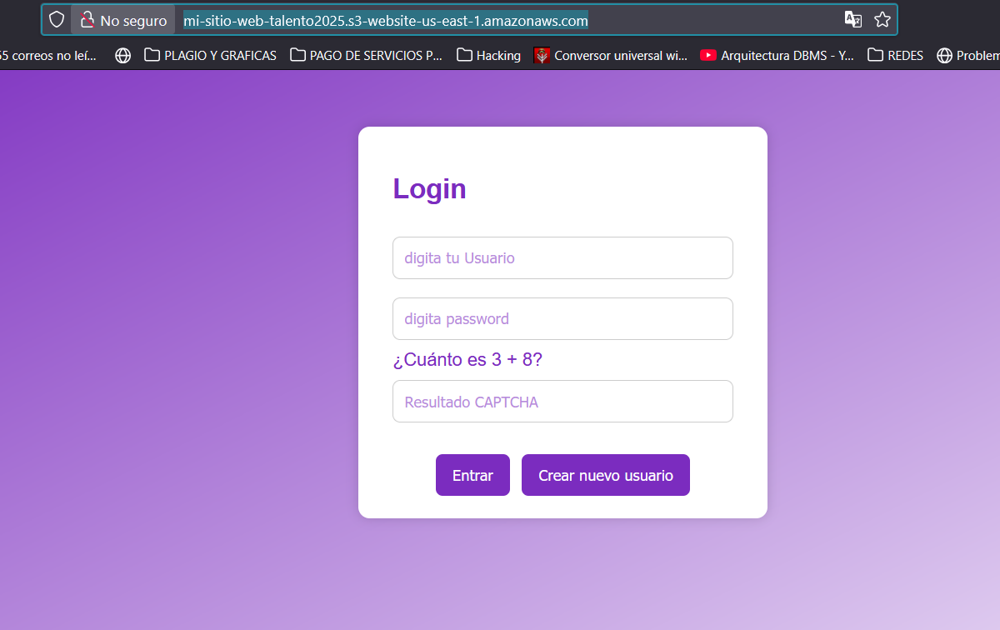 No seguro mi-sitio-web-talento2025.s3-website-us-east-1.amazonaws.com
55 correos no leí... PLAGIO Y GRAFICAS PAGO DE SERVICIOS P... Hacking Conversor universal wi... Arquitectura DBMS - Y... REDES Problem
Login
digita tu Usuario
digita password
¿Cuánto es 3 + 8?
Resultado CAPTCHA
Entrar Crear nuevo usuario